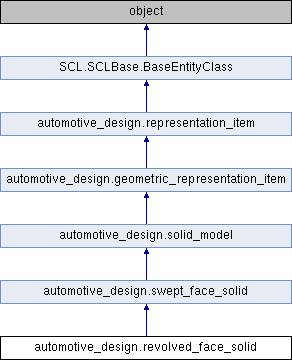 object
SCL.SCLBase.BaseEntityClass
automotive_design.representation_item
automotive_design.geometric_representation_item
automotive_design.solid_model
automotive_design.swept_face_solid
automotive_design.revolved_face_solid